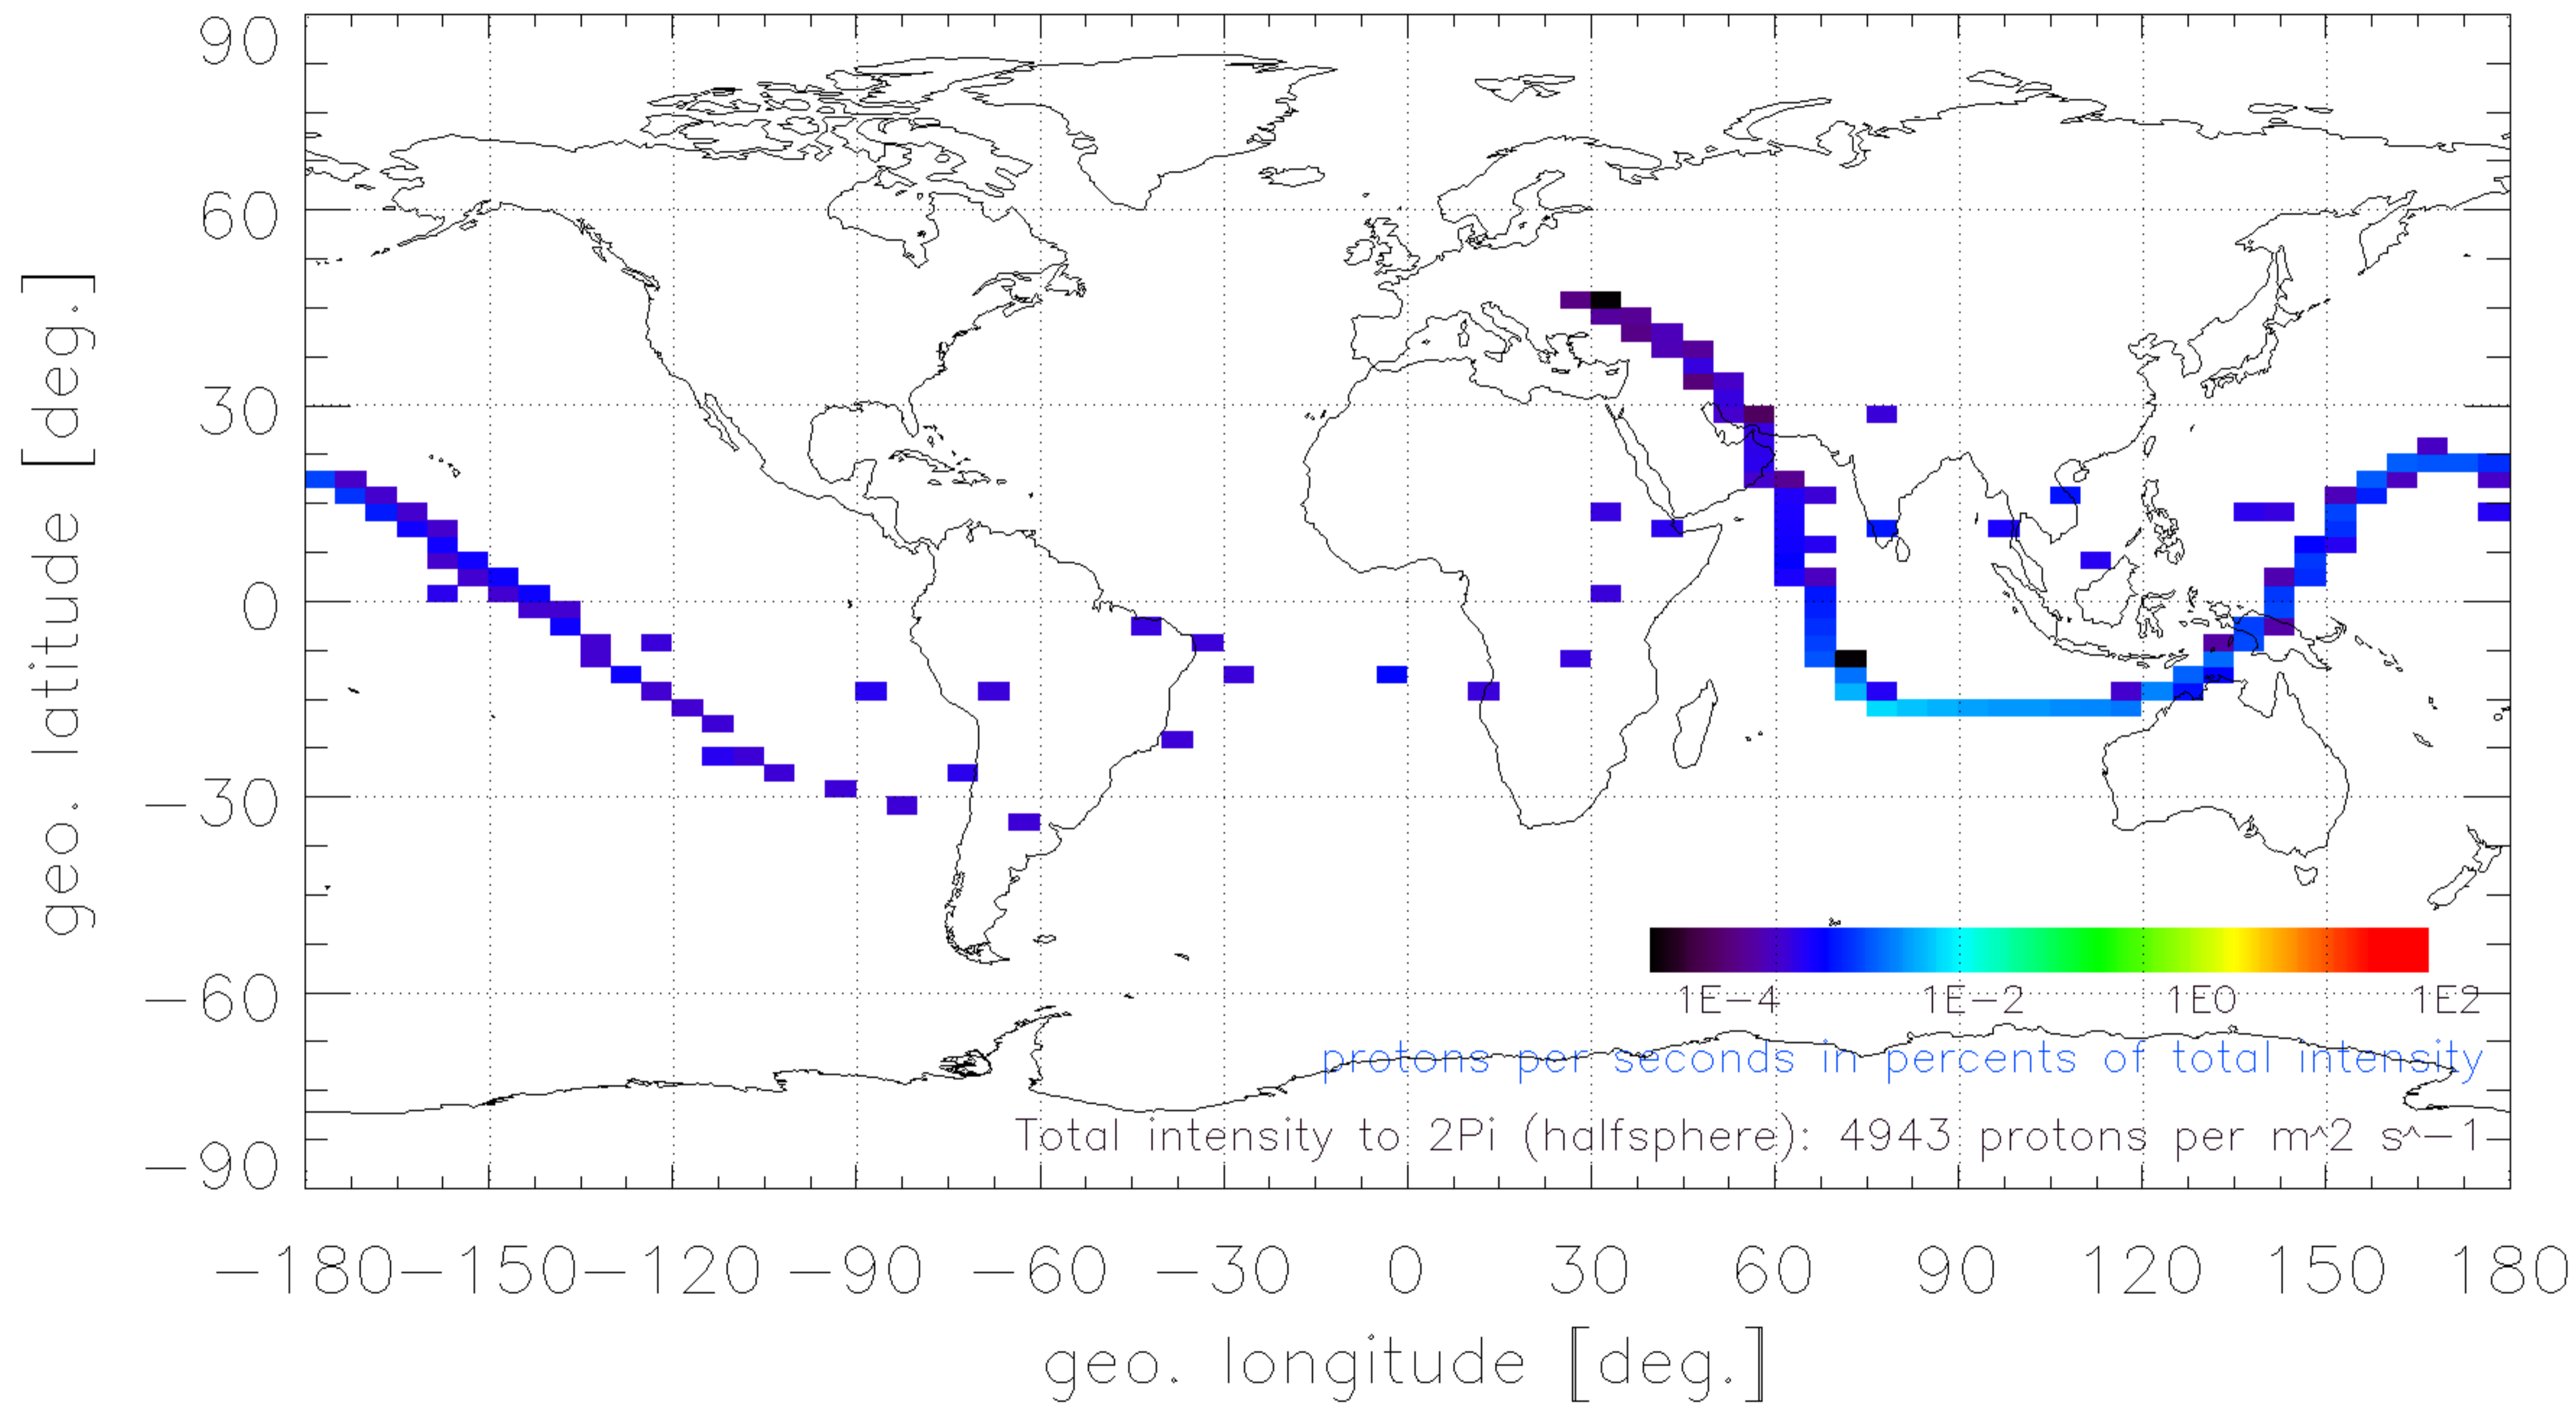 geo. latitude [deg.]
90
60
30
0
−30
−60
−90
1E−4 1E−2 1E0 1E2
protons per seconds in percents of total intensity
Total intensity to 2Pi (halfsphere): 4943 protons per m^2 s^−1
−180 −150 −120 −90 −60 −30 0 30 60 90 120 150 180
geo. longitude [deg.]